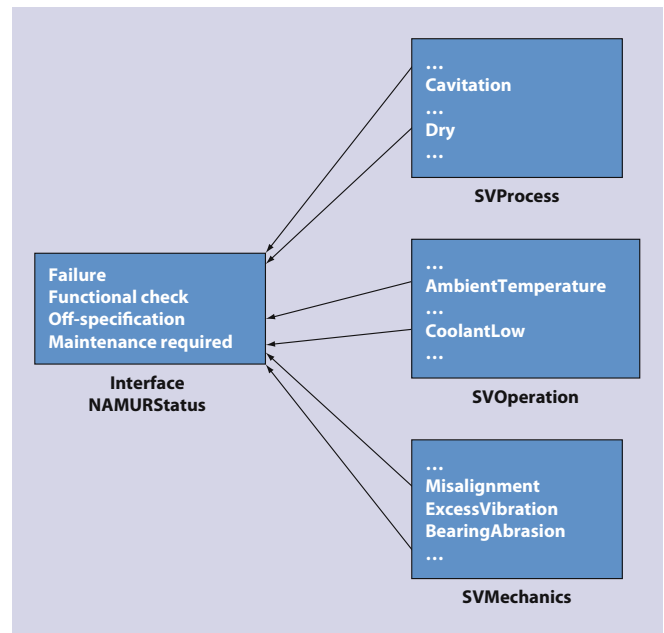 Failure
Functional check
Off-specification
Maintenance required
Interface
NAMURStatus
...
Cavitation
...
Dry
...
SVProcess
...
AmbientTemperature
...
CoolantLow
...
SVOperation
...
Misalignment
ExcessVibration
BearingAbrasion
...
SVMechanics